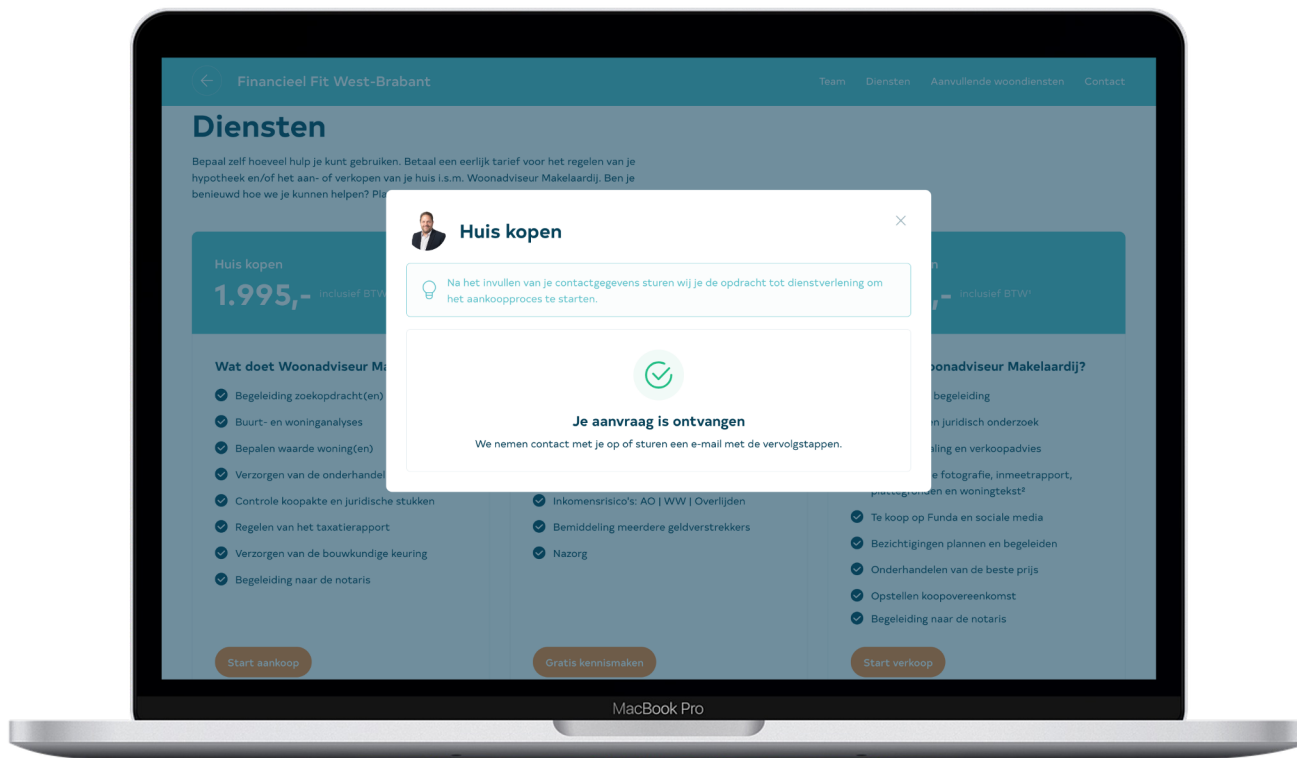 Financieel Fit West-Brabant
Team Diensten Aanvullende woondiensten Contact
Diensten
Bepaal zelf hoeveel hulp je kunt gebruiken. Betaal een eerlijk tarief voor het regelen van je
hypotheek en/of het aan- of verkopen van je huis i.s.m. Woonadviseur Makelaardij. Ben je
benieuwd hoe we je kunnen helpen?
Huis kopen
Na het invullen van je contactgegevens sturen wij je de opdracht tot dienstverlening om
het aankoopproces te starten.
Je aanvraag is ontvangen
We nemen contact met je op of sturen een e-mail met de vervolgstappen.
Huis kopen
1.995,- inclusief BTW
Wat doet Woonadviseur
Begeleiding zoekopdracht(en)
Buurt- en woninganalyses
Bepalen waarde woning(en)
Verzorgen van de
Controle koopakte en juridische stukken
Regelen van het taxatierapport
Verzorgen van de bouwkundige keuring
Begeleiding naar de notaris
Start aankoop
Inkomensrisico's: AO | WW | Overlijden
Bemiddeling meerdere geldverstrekkers
Nazorg
Gratis kennismaken
,- inclusief BTW¹
Makelaardij?
begeleiding
en juridisch onderzoek
en verkoopadvies
fotografie, inmeetrapport,
plattegronden en woningtekst²
Te koop op Funda en sociale media
Bezichtigingen plannen en begeleiden
Onderhandelen van de beste prijs
Opstellen koopovereenkomst
Begeleiding naar de notaris
Start verkoop
MacBook Pro